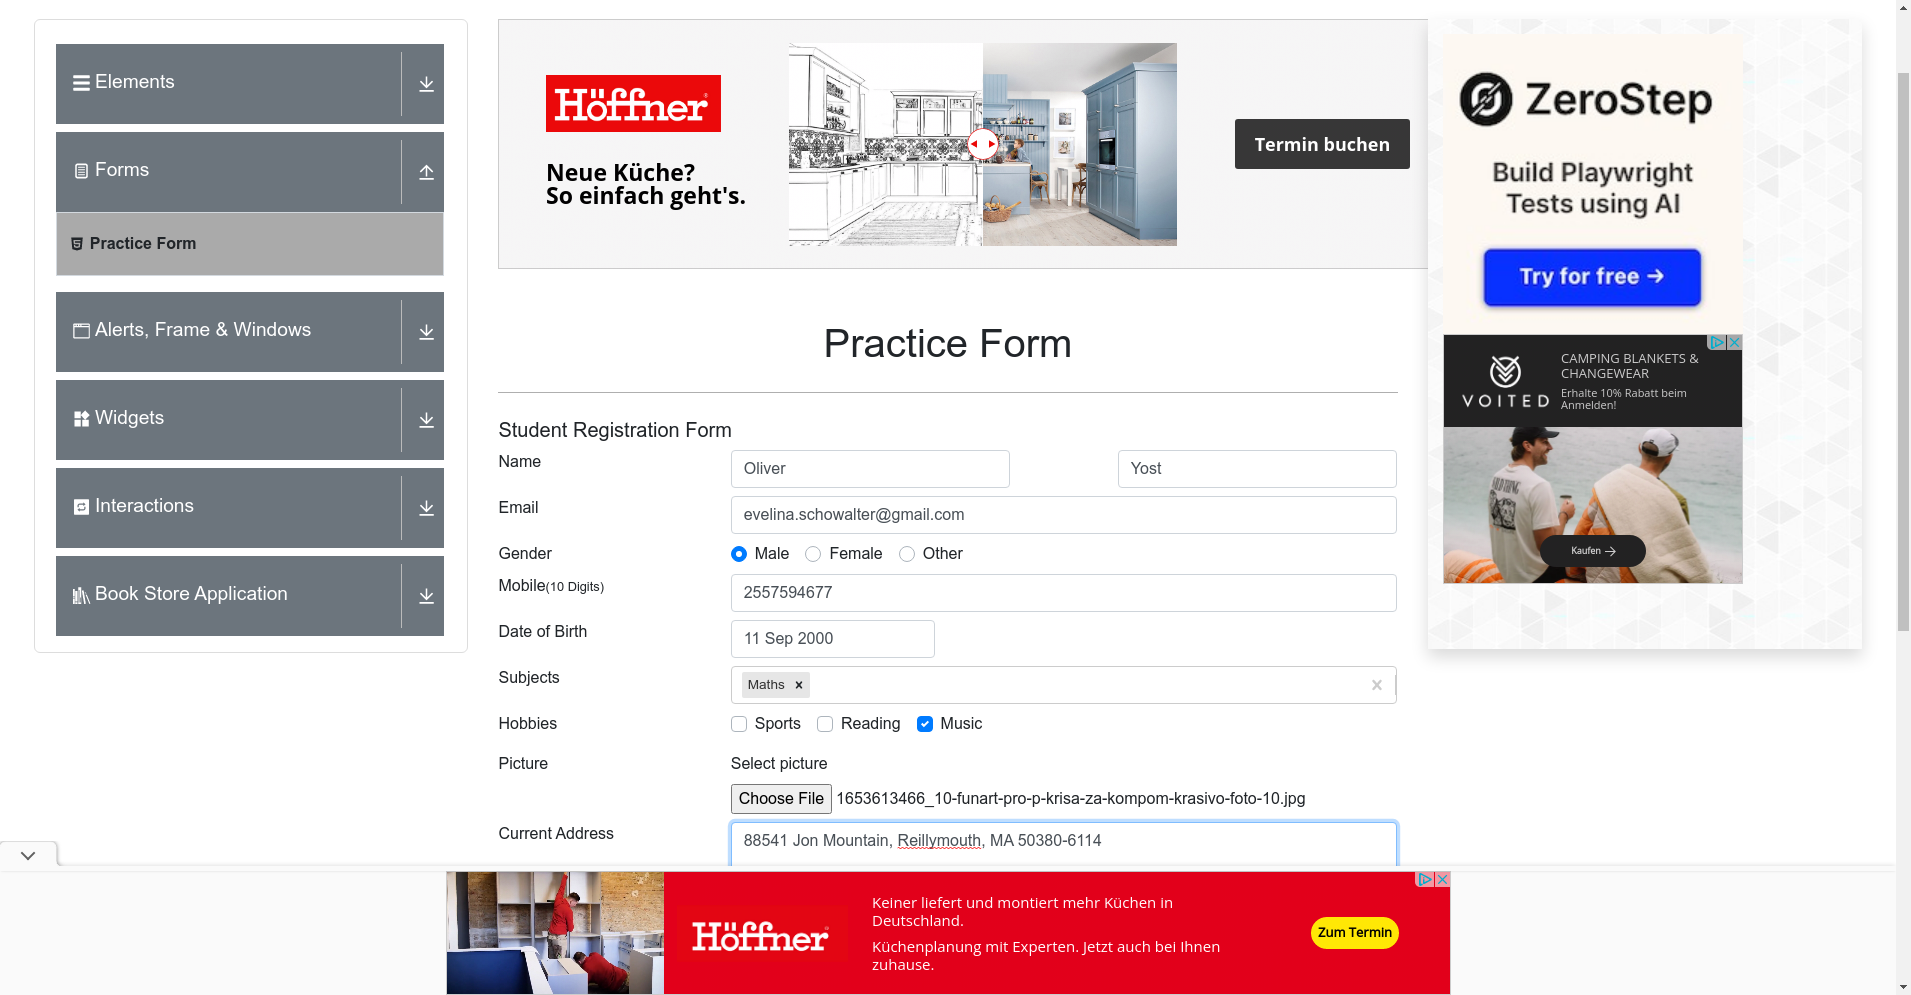 Elements
Forms
Practice Form
Alerts, Frame & Windows
Widgets
Interactions
Book Store Application
Höffner
Neue Küche?
So einfach geht's.
Termin buchen
Practice Form
Student Registration Form
Name
Oliver
Yost
Email
evelina.schowalter@gmail.com
Gender
Male
Female
Other
Mobile(10 Digits)
2557594677
Date of Birth
11 Sep 2000
Subjects
Maths
Hobbies
Sports
Reading
Music
Picture
Select picture
Choose File 1653613466_10-funart-pro-p-krisa-za-kompom-krasivo-foto-10.jpg
Current Address
88541 Jon Mountain, Reillymouth, MA 50380-6114
ZeroStep
Build Playwright
Tests using AI
Try for free →
VOITED
CAMPING BLANKETS &
CHANGEWEAR
Erhalte 10% Rabatt beim
Anmelden!
Kaufen →
Höffner
Keiner liefert und montiert mehr Küchen in
Deutschland.
Küchenplanung mit Experten. Jetzt auch bei Ihnen
zuhause.
Zum Termin